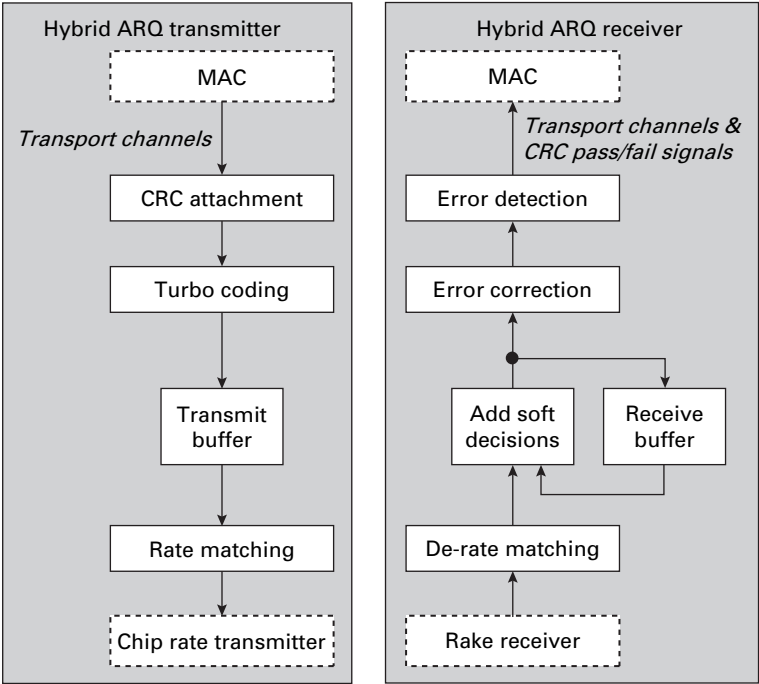 Hybrid ARQ transmitter
MAC
Transport channels
CRC attachment
Turbo coding
Transmit
buffer
Rate matching
Chip rate transmitter
Hybrid ARQ receiver
MAC
Transport channels &
CRC pass/fail signals
Error detection
Error correction
Add soft
decisions
Receive
buffer
De-rate matching
Rake receiver